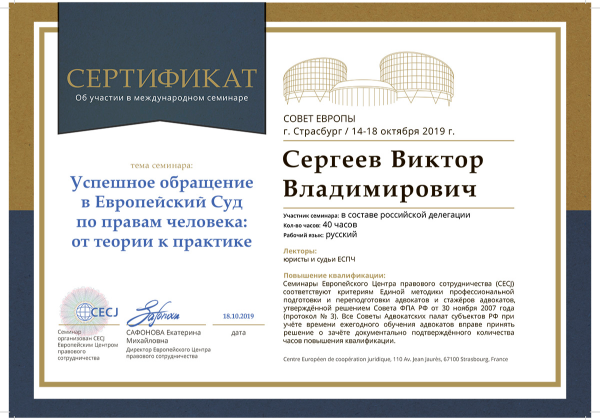 СЕРТИФИКАТ
Об участии в международном семинаре
тема семинара:
Успешное обращение
в Европейский Суд
по правам человека:
от теории к практике
CECJ
Семинар
организован CECJ
Европейским Центром
правового
сотрудничества
САФОНОВА Екатерина
Михайловна
Директор Европейского Центра
правового сотрудничества
18.10.2019
дата
СОВЕТ ЕВРОПЫ
г. Страсбург / 14-18 октября 2019 г.
Сергеев Виктор
Владимирович
Участник семинара: в составе российской делегации
Кол-во часов: 40 часов
Рабочий язык: русский
Лекторы:
юристы и судьи ЕСПЧ
Повышение квалификации:
Семинары Европейского Центра правового сотрудничества (CECJ)
соответствуют критериям Единой методики профессиональной
подготовки и переподготовки адвокатов и стажёров адвокатов,
утверждённой решением Совета ФПА РФ от 30 ноября 2007 года
(протокол № 3). Все Советы Адвокатских палат субъектов РФ при
учёте времени ежегодного обучения адвокатов вправе принять
решение о зачёте документально подтверждённого количества
часов повышения квалификации.
Centre Européen de coopération juridique, 110 Av. Jean Jaurès, 67100 Strasbourg, France